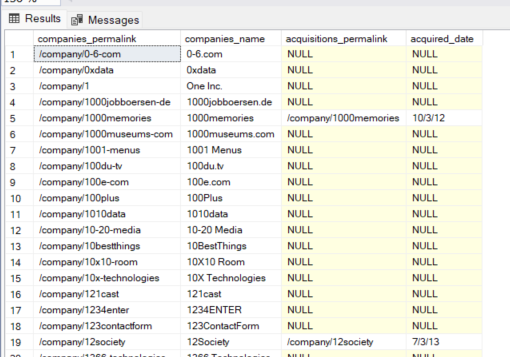 Results Messages
companies_permalink companies_name acquisitions_permalink acquired_date
1 /company/0-6-com 0-6.com NULL NULL
2 /company/0xdata 0xdata NULL NULL
3 /company/1 One Inc. NULL NULL
4 /company/1000jobboersen-de 1000jobboersen.de NULL NULL
5 /company/1000memories 1000memories /company/1000memories 10/3/12
6 /company/1000museums-com 1000museums.com NULL NULL
7 /company/1001-menus 1001 Menus NULL NULL
8 /company/100du-tv 100du.tv NULL NULL
9 /company/100e-com 100e.com NULL NULL
10 /company/100plus 100Plus NULL NULL
11 /company/1010data 1010data NULL NULL
12 /company/10-20-media 10-20 Media NULL NULL
13 /company/10bestthings 10BestThings NULL NULL
14 /company/10x10-room 10X10 Room NULL NULL
15 /company/10x-technologies 10X Technologies NULL NULL
16 /company/121cast 121cast NULL NULL
17 /company/1234enter 1234ENTER NULL NULL
18 /company/123contactform 123ContactForm NULL NULL
19 /company/12society 12Society /company/12society 7/3/13